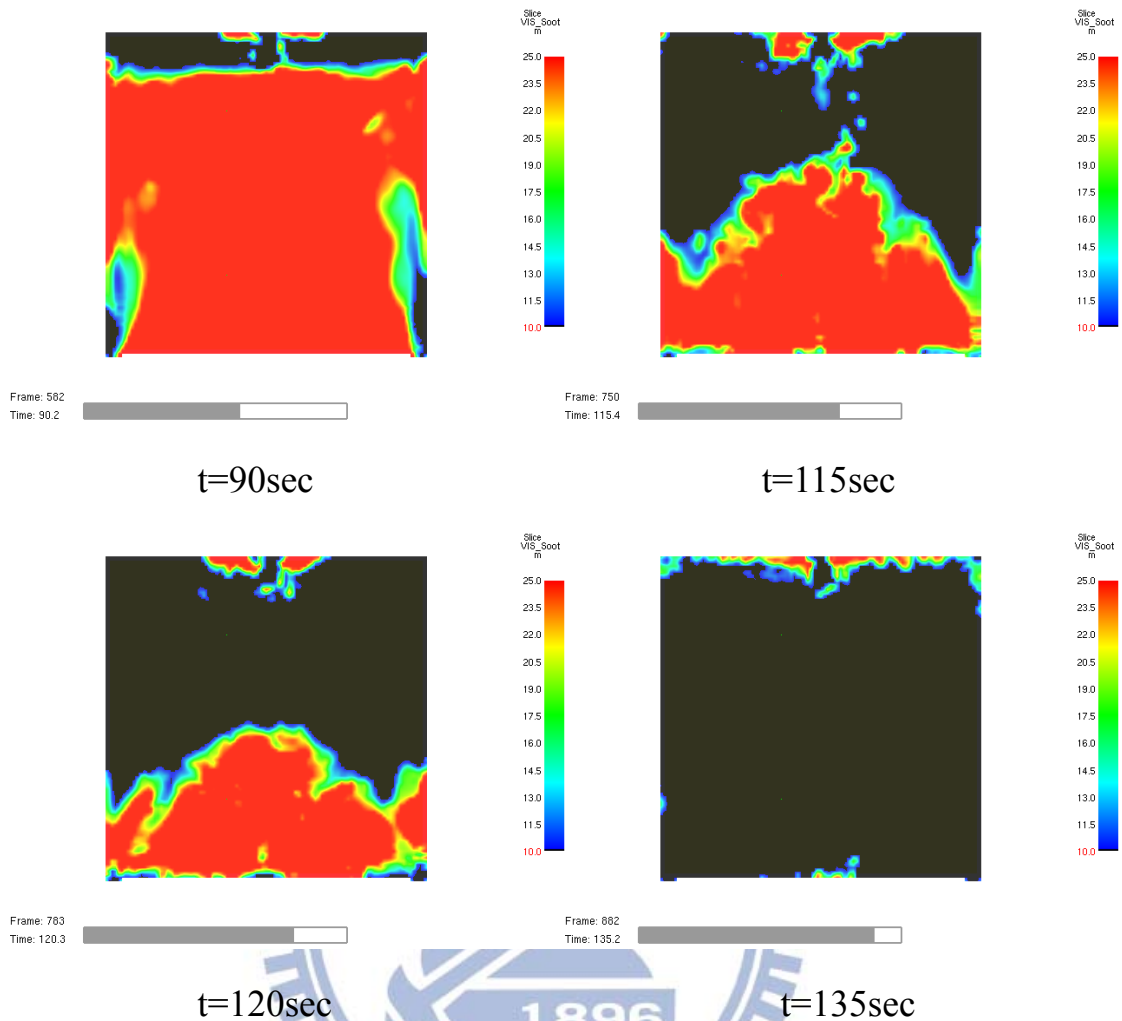 Slice
VIS_Soot
m
25.0
23.5
22.0
20.5
19.0
17.5
16.0
14.5
13.0
11.5
10.0
Frame: 582
Time: 90.2
t=90sec
Slice
VIS_Soot
m
25.0
23.5
22.0
20.5
19.0
17.5
16.0
14.5
13.0
11.5
10.0
Frame: 750
Time: 115.4
t=115sec
Slice
VIS_Soot
m
25.0
23.5
22.0
20.5
19.0
17.5
16.0
14.5
13.0
11.5
10.0
Frame: 783
Time: 120.3
t=120sec
Slice
VIS_Soot
m
25.0
23.5
22.0
20.5
19.0
17.5
16.0
14.5
13.0
11.5
10.0
Frame: 882
Time: 135.2
t=135sec
1896